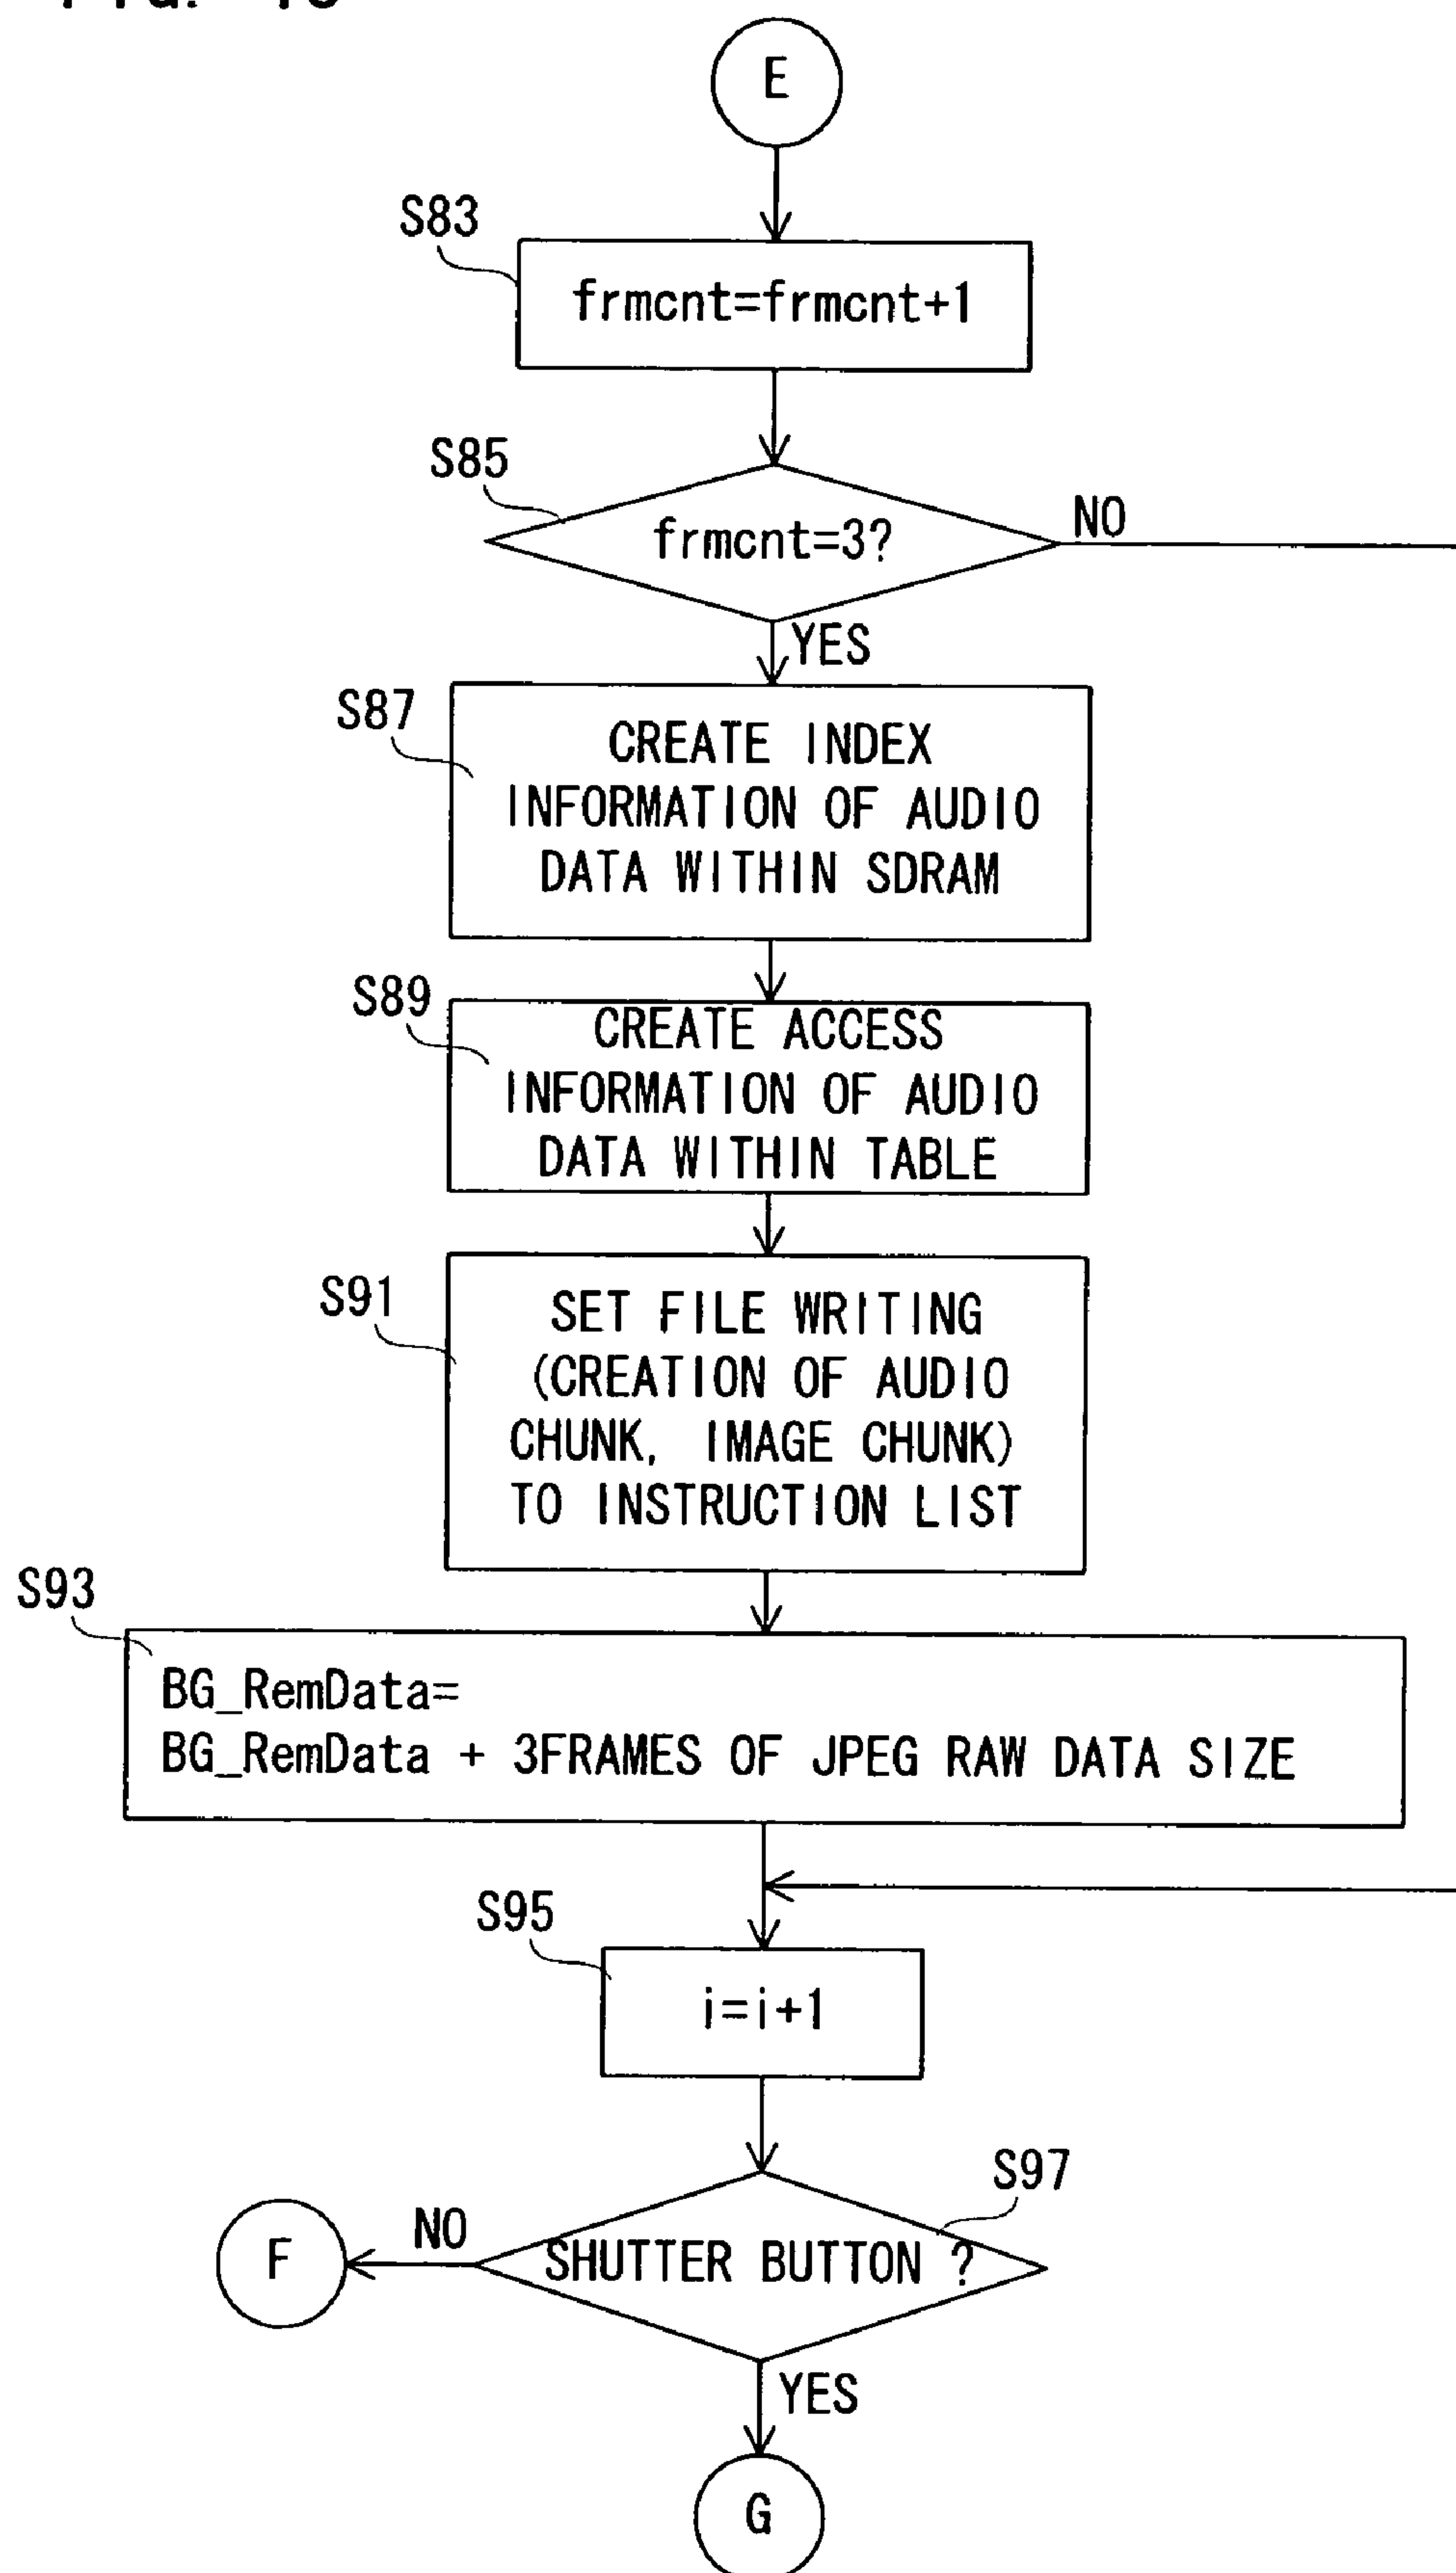 E
S83
frmcnt=frmcnt+1
S85
frmcnt=3?
NO
YES
S87
CREATE INDEX
INFORMATION OF AUDIO
DATA WITHIN SDRAM
S89
CREATE ACCESS
INFORMATION OF AUDIO
DATA WITHIN TABLE
S91
SET FILE WRITING
(CREATION OF AUDIO
CHUNK, IMAGE CHUNK)
TO INSTRUCTION LIST
S93
BG_RemData=
BG_RemData + 3FRAMES OF JPEG RAW DATA SIZE
S95
i=i+1
S97
SHUTTER BUTTON ?
NO
F
YES
G